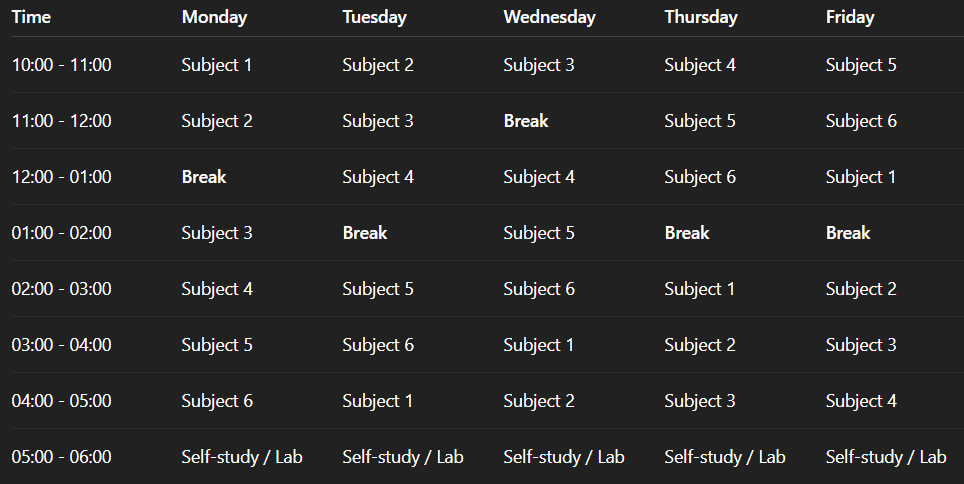 Time Monday Tuesday Wednesday Thursday Friday
10:00 - 11:00 Subject 1 Subject 2 Subject 3 Subject 4 Subject 5
11:00 - 12:00 Subject 2 Subject 3 Break Subject 5 Subject 6
12:00 - 01:00 Break Subject 4 Subject 4 Subject 6 Subject 1
01:00 - 02:00 Subject 3 Break Subject 5 Break Break
02:00 - 03:00 Subject 4 Subject 5 Subject 6 Subject 1 Subject 2
03:00 - 04:00 Subject 5 Subject 6 Subject 1 Subject 2 Subject 3
04:00 - 05:00 Subject 6 Subject 1 Subject 2 Subject 3 Subject 4
05:00 - 06:00 Self-study / Lab Self-study / Lab Self-study / Lab Self-study / Lab Self-study / Lab